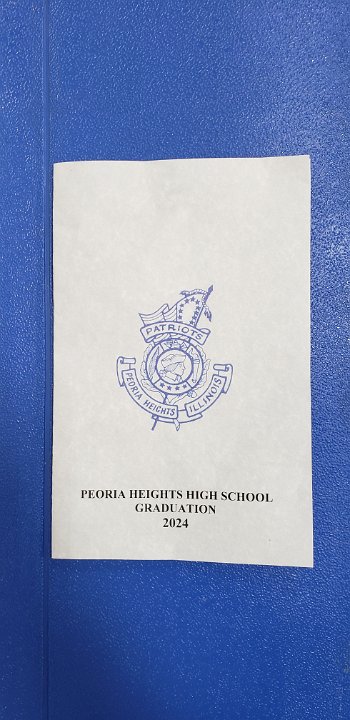 PATRIOTS
PEORIA HEIGHTS ILLINOIS
PEORIA HEIGHTS HIGH SCHOOL
GRADUATION
2024